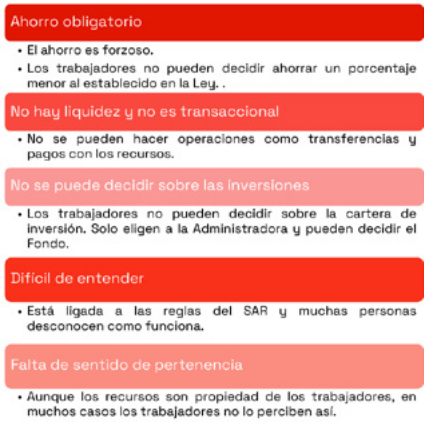 Ahorro obligatorio
• El ahorro es forzoso.
• Los trabajadores no pueden decidir ahorrar un porcentaje
menor al establecido en la Ley. .
No hay liquidez y no es transaccional
• No se pueden hacer operaciones como transferencias y
pagos con los recursos.
No se puede decidir sobre las inversiones
• Los trabajadores no pueden decidir sobre la cartera de
inversión. Solo eligen a la Administradora y pueden decidir el
Fondo.
Difícil de entender
• Está ligada a las reglas del SAR y muchas personas
desconocen como funciona.
Falta de sentido de pertenencia
• Aunque los recursos son propiedad de los trabajadores, en
muchos casos los trabajadores no lo perciben así.